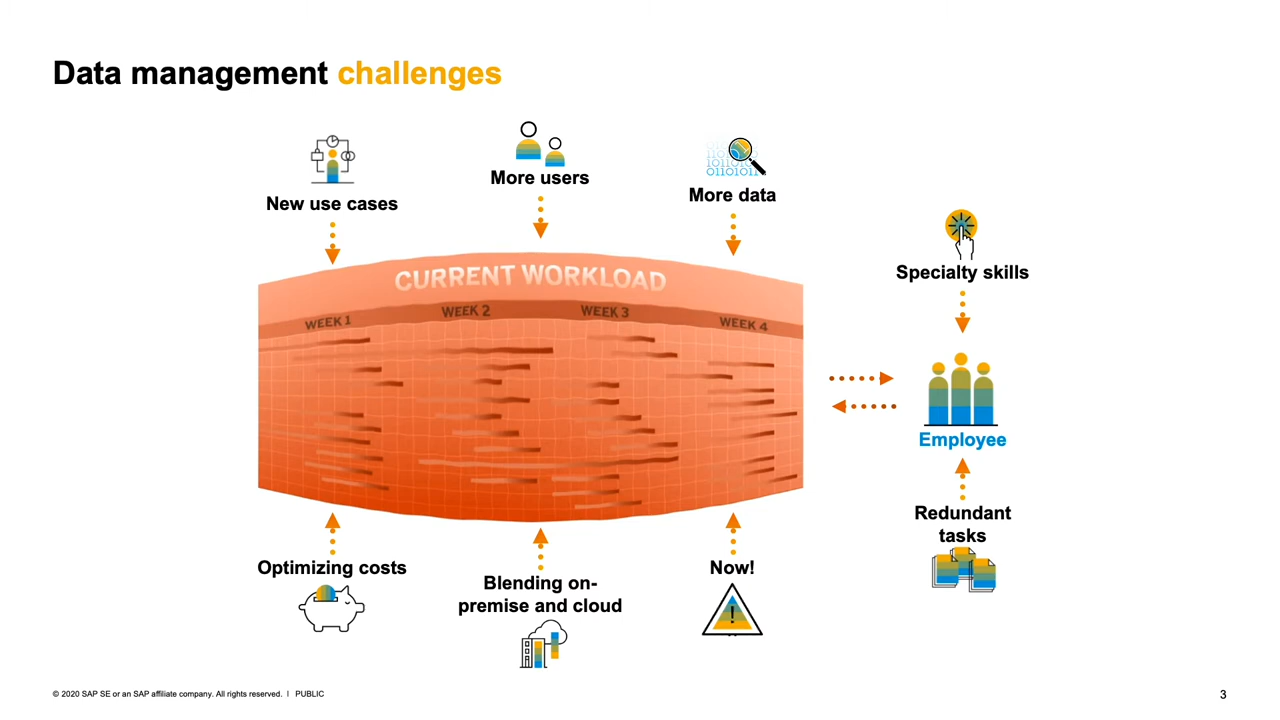 Data management challenges
New use cases
More users
More data
Specialty skills
CURRENT WORKLOAD
WEEK 1
WEEK 2
WEEK 3
WEEK 4
Employee
Redundant
tasks
Optimizing costs
Blending on-
premise and cloud
Now!
!
© 2020 SAP SE or an SAP affiliate company. All rights reserved. I PUBLIC
3